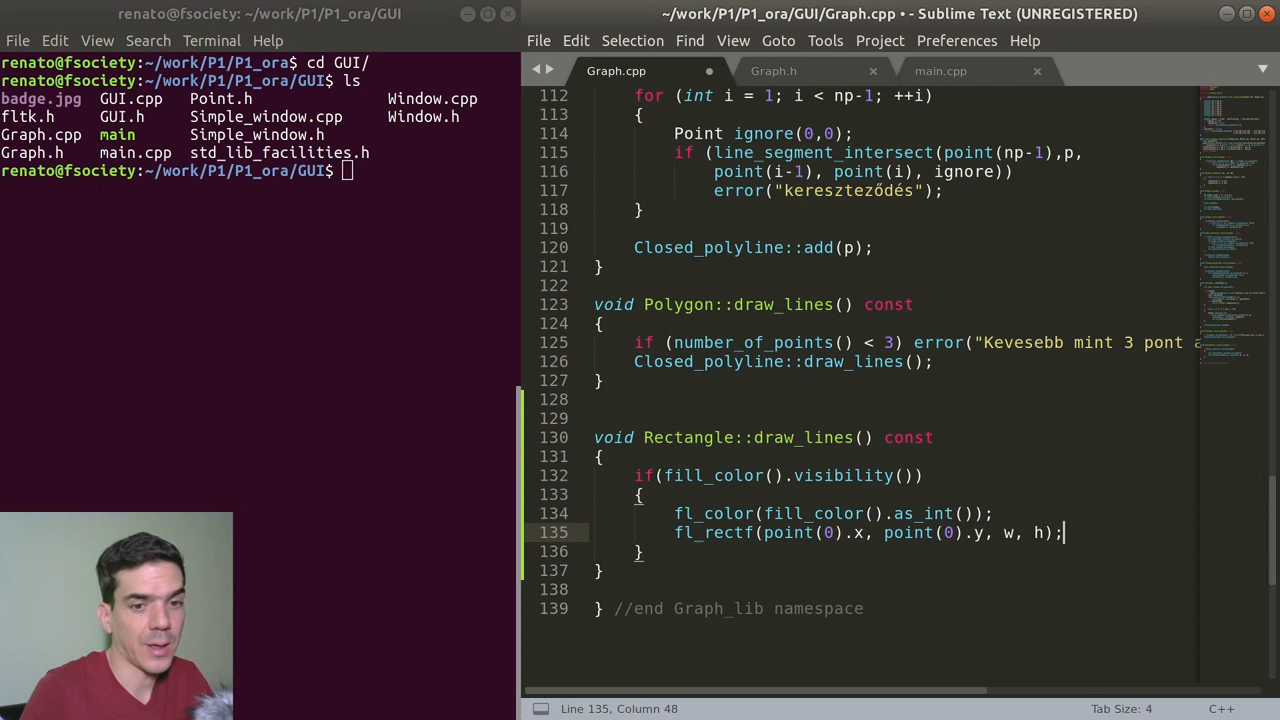 renato@fsociety: ~/work/P1/P1_ora/GUI
File Edit View Search Terminal Help
renato@fsociety:~/work/P1/P1_ora$ cd GUI/
renato@fsociety:~/work/P1/P1_ora/GUI$ ls
badge.jpg GUI.cpp Point.h Window.cpp
fltk.h GUI.h Simple_window.cpp Window.h
Graph.cpp main Simple_window.h
Graph.h main.cpp std_lib_facilities.h
renato@fsociety:~/work/P1/P1_ora/GUI$
~/work/P1/P1_ora/GUI/Graph.cpp • - Sublime Text (UNREGISTERED)
File Edit Selection Find View Goto Tools Project Preferences Help
Graph.cpp Graph.h main.cpp
112 for (int i = 1; i < np-1; ++i)
113 {
114 Point ignore(0,0);
115 if (line_segment_intersect(point(np-1),p,
116 point(i-1), point(i), ignore))
117 error("kereszteződés");
118 }
119
120 Closed_polyline::add(p);
121 }
122
123 void Polygon::draw_lines() const
124 {
125 if (number_of_points() < 3) error("Kevesebb mint 3 pont
126 Closed_polyline::draw_lines();
127 }
128
129
130 void Rectangle::draw_lines() const
131 {
132 if(fill_color().visibility())
133 {
134 fl_color(fill_color().as_int());
135 fl_rectf(point(0).x, point(0).y, w, h);
136 }
137 }
138
139 } //end Graph_lib namespace
Line 135, Column 48 Tab Size: 4 C++